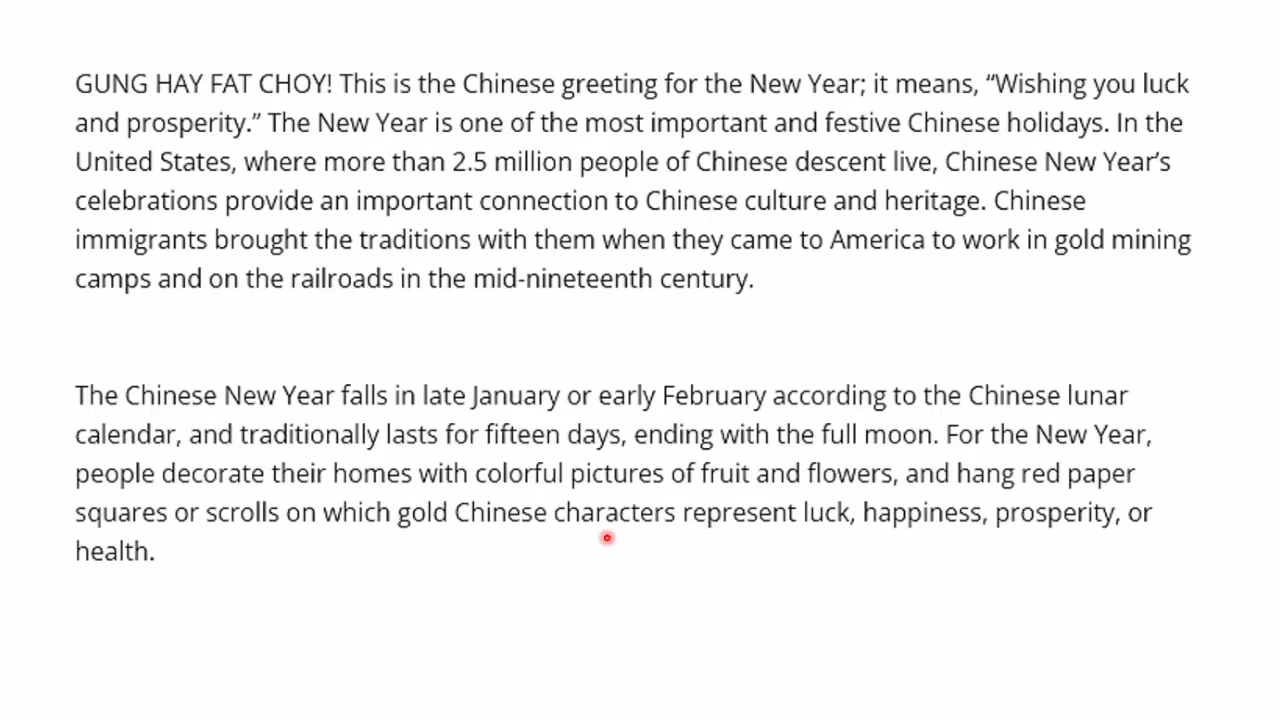 GUNG HAY FAT CHOY! This is the Chinese greeting for the New Year; it means, “Wishing you luck
and prosperity.” The New Year is one of the most important and festive Chinese holidays. In the
United States, where more than 2.5 million people of Chinese descent live, Chinese New Year’s
celebrations provide an important connection to Chinese culture and heritage. Chinese
immigrants brought the traditions with them when they came to America to work in gold mining
camps and on the railroads in the mid-nineteenth century.
The Chinese New Year falls in late January or early February according to the Chinese lunar
calendar, and traditionally lasts for fifteen days, ending with the full moon. For the New Year,
people decorate their homes with colorful pictures of fruit and flowers, and hang red paper
squares or scrolls on which gold Chinese characters represent luck, happiness, prosperity, or
health.